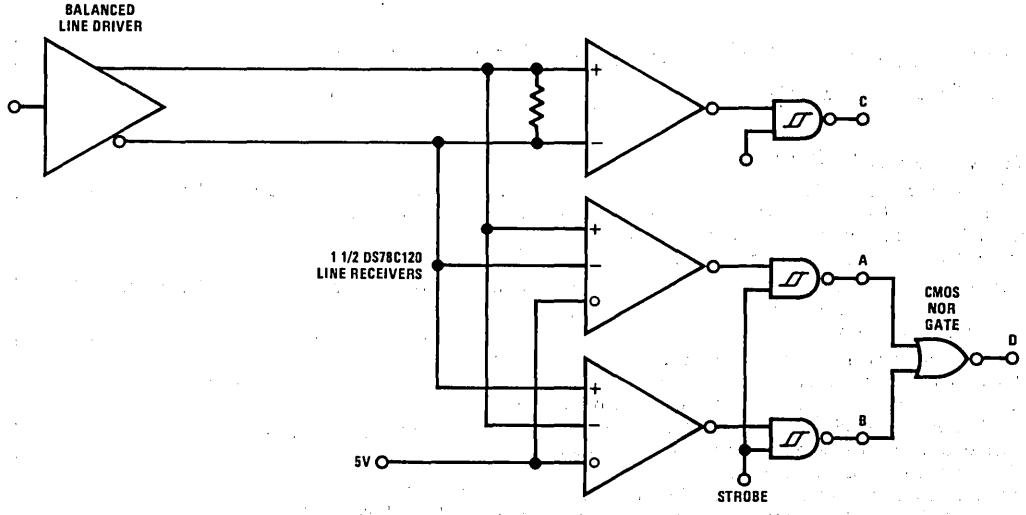 BALANCED
LINE DRIVER
+
−
C
1 1/2 DS78C120
LINE RECEIVERS
+
−
A
CMOS
NOR
GATE
D
+
−
B
5V
STROBE